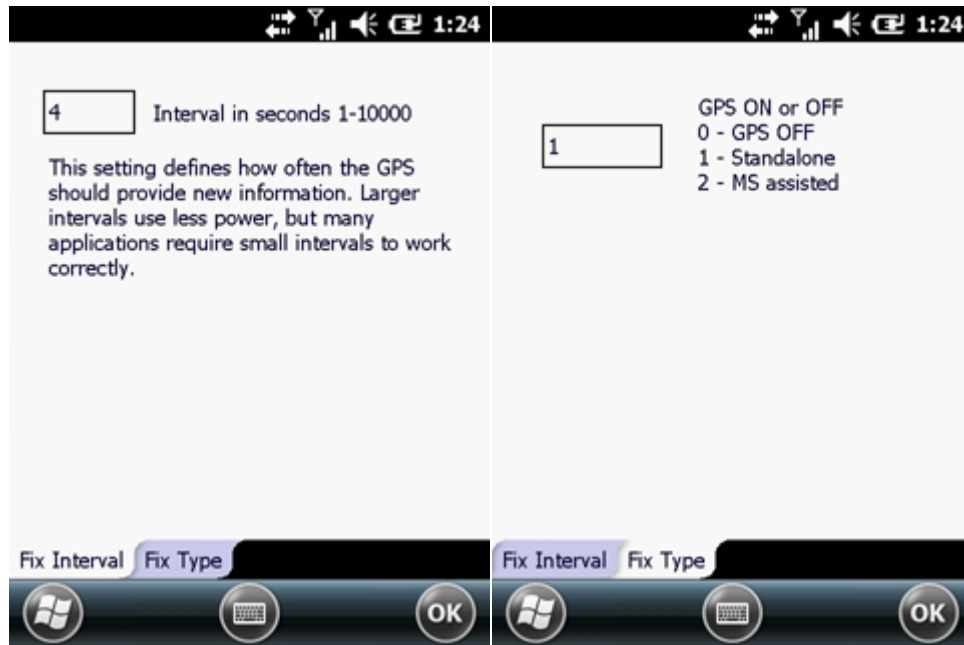 1:24
4
Interval in seconds 1-10000
This setting defines how often the GPS
should provide new information. Larger
intervals use less power, but many
applications require small intervals to work
correctly.
Fix Interval
Fix Type
OK
1:24
1
GPS ON or OFF
0 - GPS OFF
1 - Standalone
2 - MS assisted
Fix Interval
Fix Type
OK